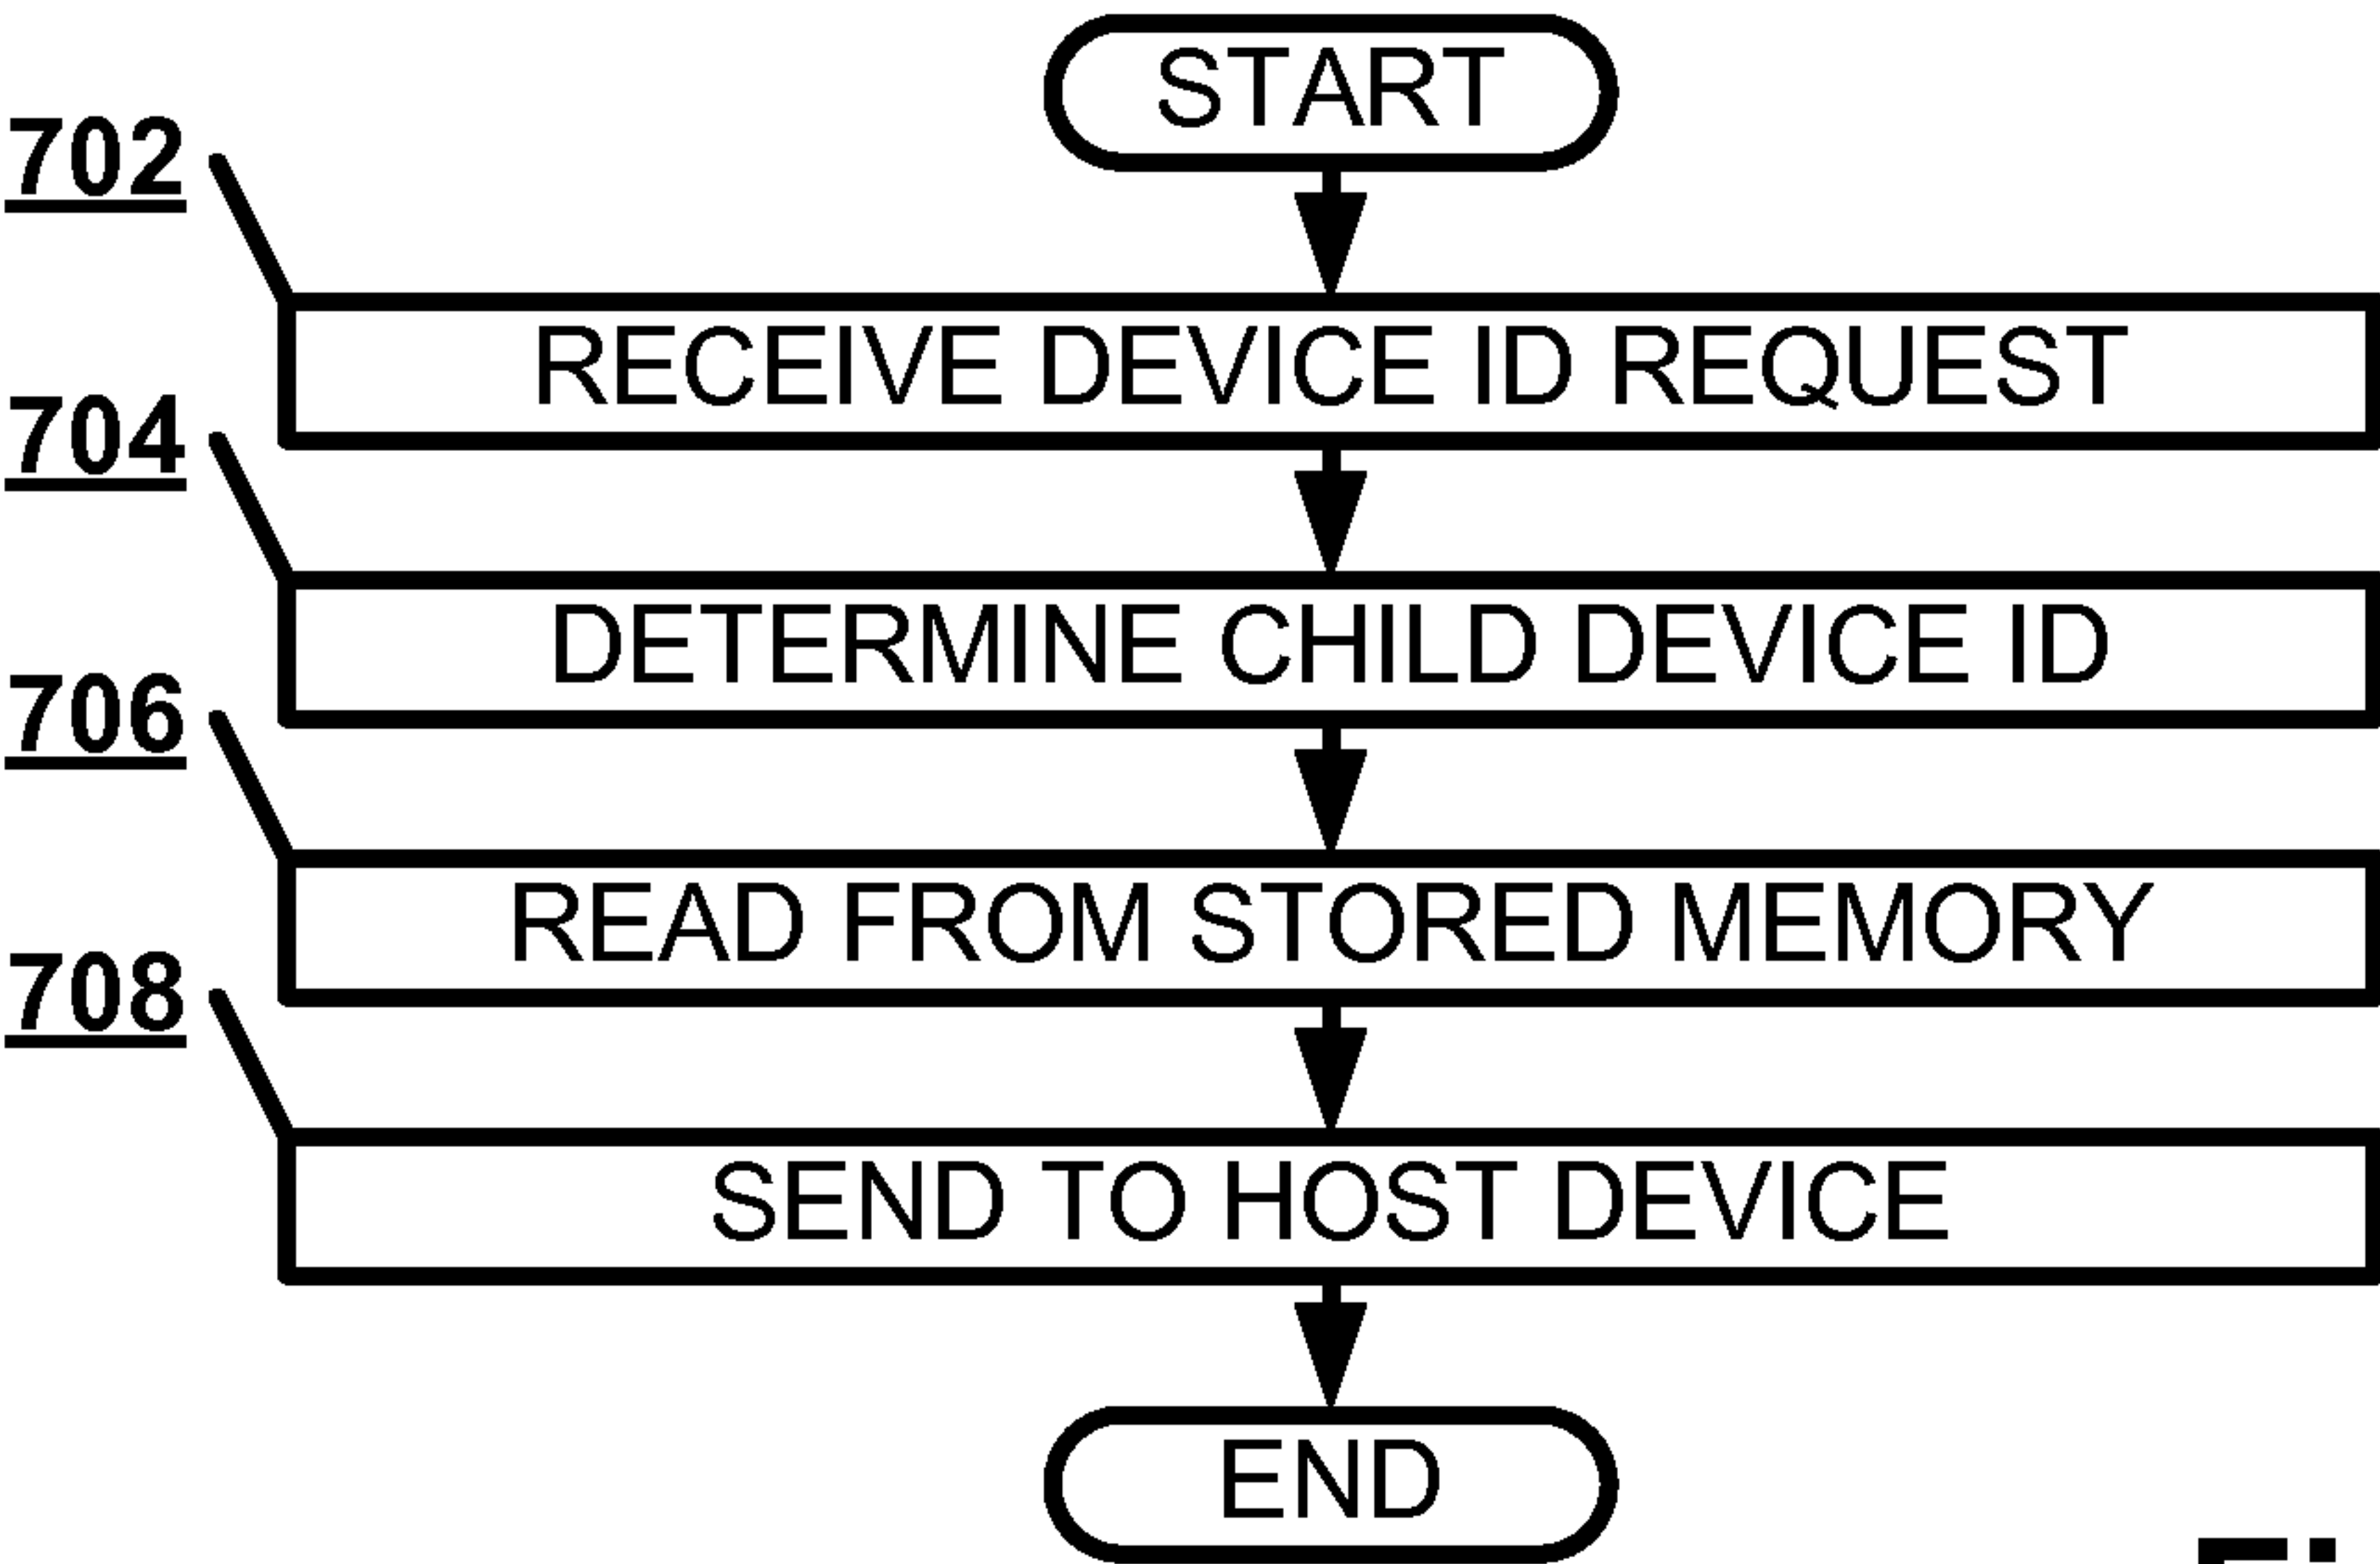 START
702
RECEIVE DEVICE ID REQUEST
704
DETERMINE CHILD DEVICE ID
706
READ FROM STORED MEMORY
708
SEND TO HOST DEVICE
END